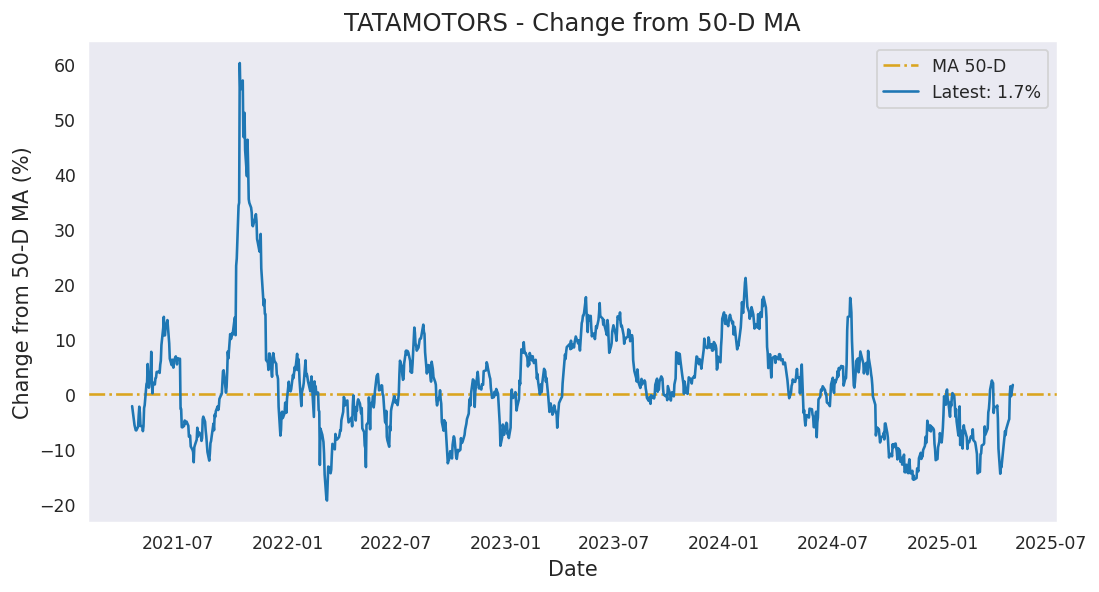 TATAMOTORS - Change from 50-D MA
MA 50-D
Latest: 1.7%
Change from 50-D MA (%)
60
50
40
30
20
10
0
−10
−20
2021-07 2022-01 2022-07 2023-01 2023-07 2024-01 2024-07 2025-01 2025-07
Date